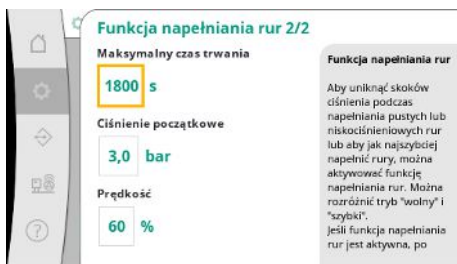 Funkcja napełniania rur 2/2
Maksymalny czas trwania
1800 s
Ciśnienie początkowe
3,0 bar
Prędkość
60 %
Funkcja napełniania rur
Aby uniknąć skoków
ciśnienia podczas
napełniania pustych lub
niskociśnieniowych rur
lub aby jak najszybciej
napełnić rury, można
aktywować funkcję
napełniania rur. Można
rozróżnić tryb "wolny" i
"szybki".
Jeśli funkcja napełniania
rur jest aktywna, po